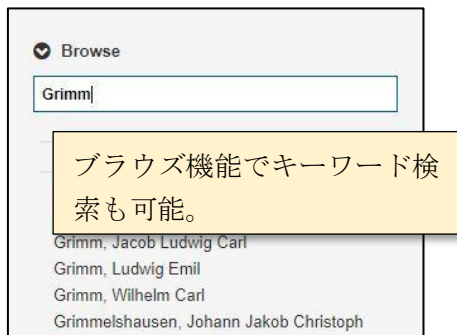 Browse
Grimm
ブラウズ機能でキーワード検
索も可能。
Grimm, Jacob Ludwig Carl
Grimm, Ludwig Emil
Grimm, Wilhelm Carl
Grimmelshausen, Johann Jakob Christoph